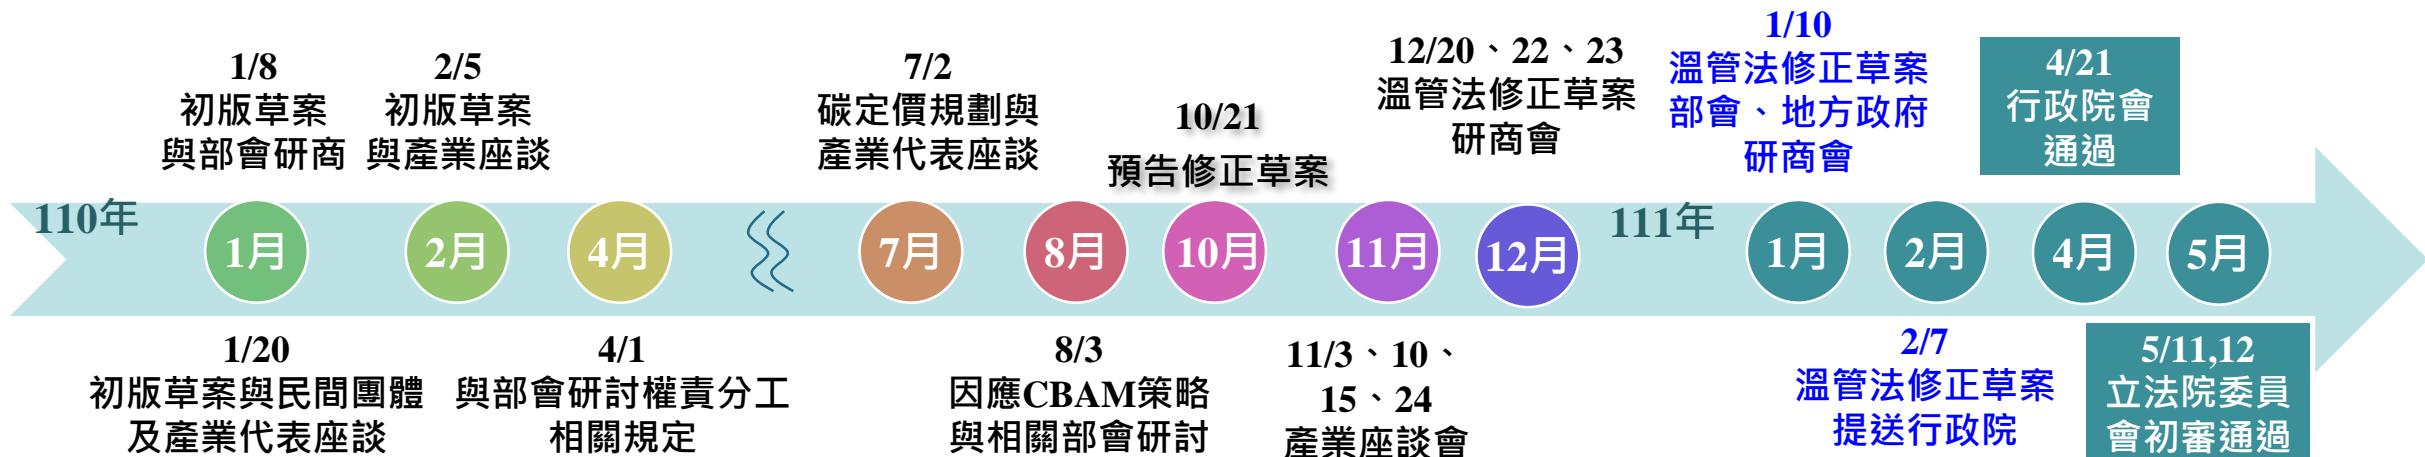 1/8
初版草案
與部會研商
2/5
初版草案
與產業座談
7/2
碳定價規劃與
產業代表座談
10/21
預告修正草案
12/20、22、23
溫管法修正草案
研商會
1/10
溫管法修正草案
部會、地方政府
研商會
4/21
行政院會
通過
110年
1月
2月
4月
7月
8月
10月
11月
12月
111年
1月
2月
4月
5月
1/20
初版草案與民間團體
及產業代表座談
4/1
與部會研討權責分工
相關規定
8/3
因應CBAM策略
與相關部會研討
11/3、10、
15、24
產業座談會
2/7
溫管法修正草案
提送行政院
5/11,12
立法院委員
會初審通過